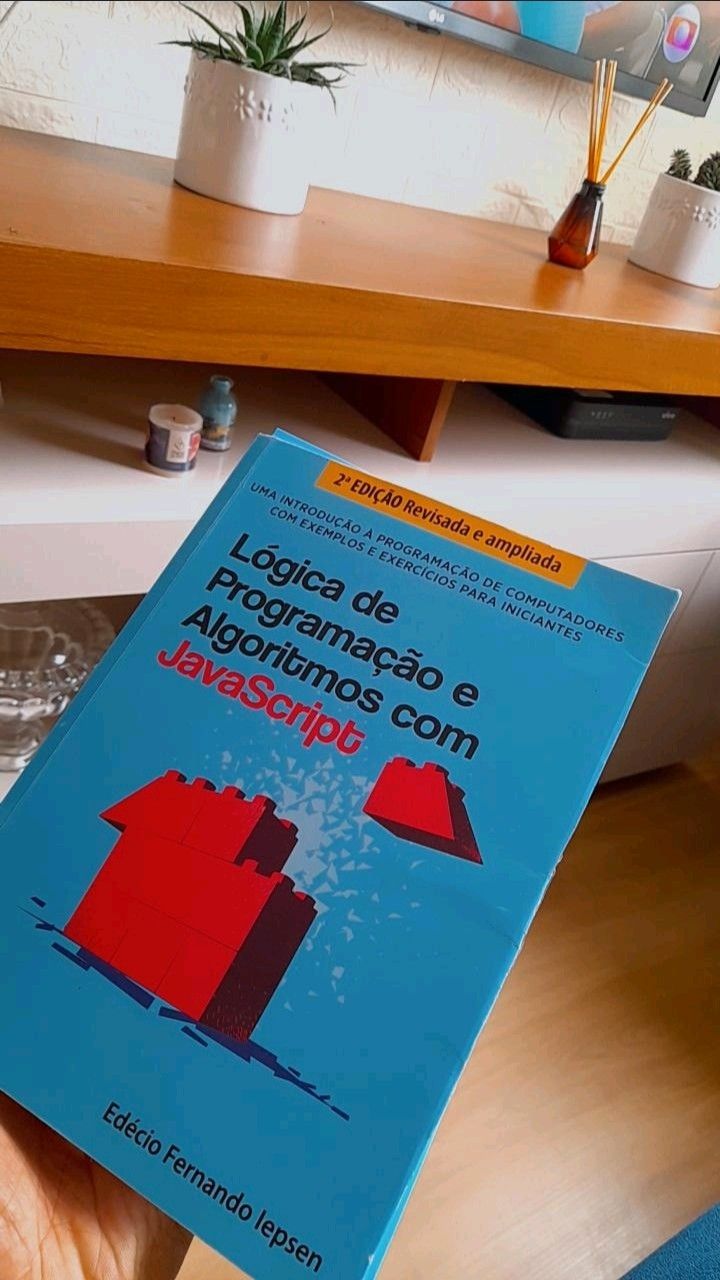 LG
2ª EDIÇÃO Revisada e ampliada
UMA INTRODUÇÃO À PROGRAMAÇÃO DE COMPUTADORES
COM EXEMPLOS E EXERCÍCIOS PARA INICIANTES
Lógica de
Programação e
Algoritmos com
JavaScript
Edécio Fernando Iepsen